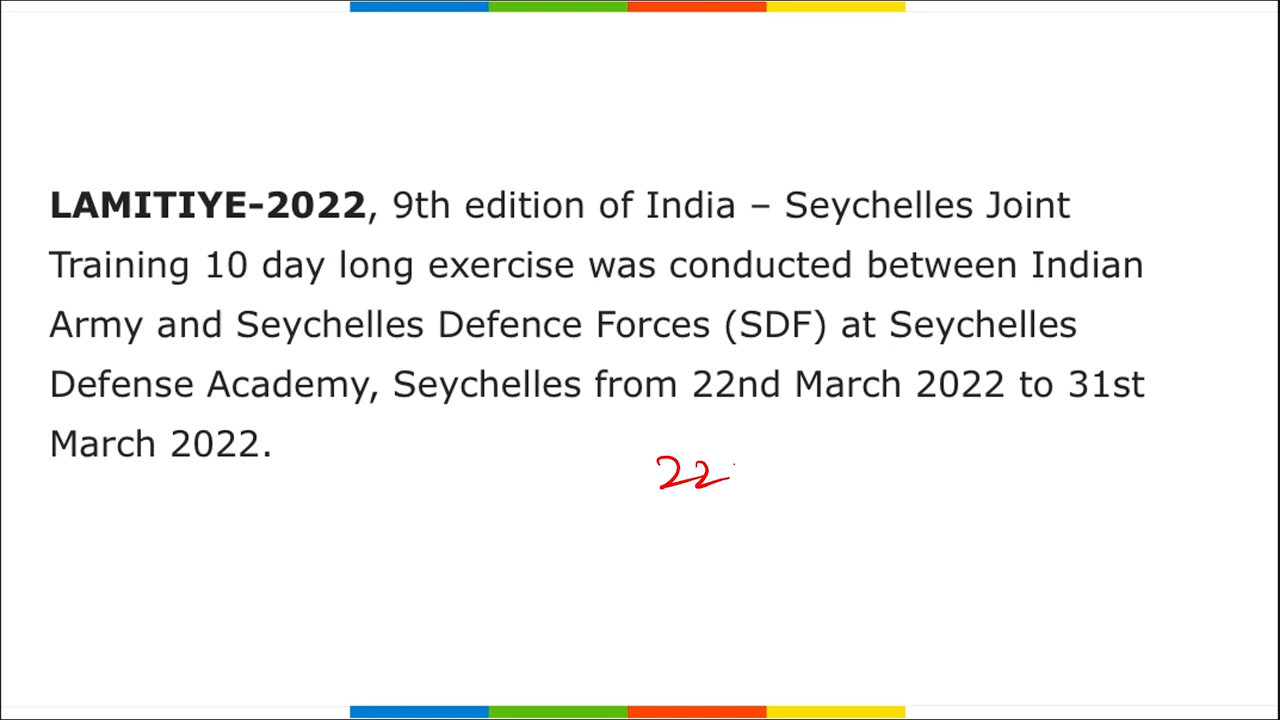 LAMITIYE-2022, 9th edition of India – Seychelles Joint
Training 10 day long exercise was conducted between Indian
Army and Seychelles Defence Forces (SDF) at Seychelles
Defense Academy, Seychelles from 22nd March 2022 to 31st
March 2022.
22